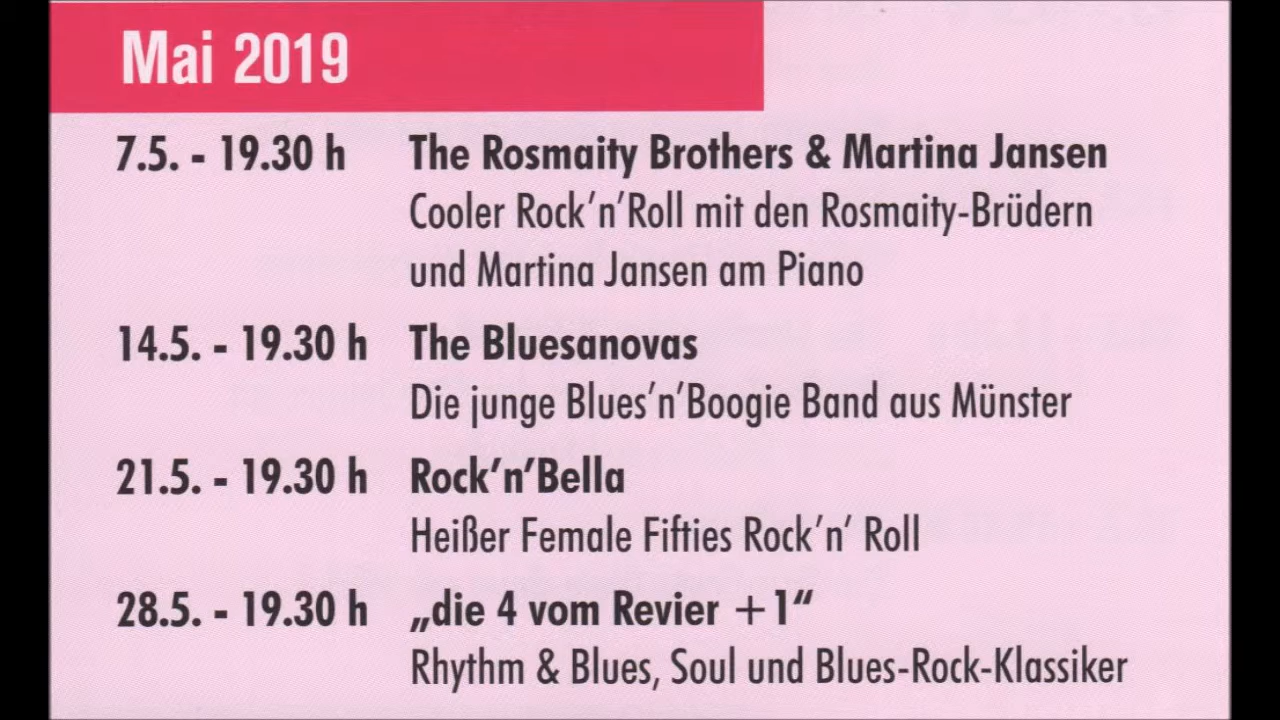 Mai 2019
7.5. - 19.30 h The Rosmaity Brothers & Martina Jansen
Cooler Rock’n’Roll mit den Rosmaity-Brüdern
und Martina Jansen am Piano
14.5. - 19.30 h The Bluesanovas
Die junge Blues’n’Boogie Band aus Münster
21.5. - 19.30 h Rock’n’Bella
Heißer Female Fifties Rock’n’ Roll
28.5. - 19.30 h „die 4 vom Revier +1“
Rhythm & Blues, Soul und Blues-Rock-Klassiker